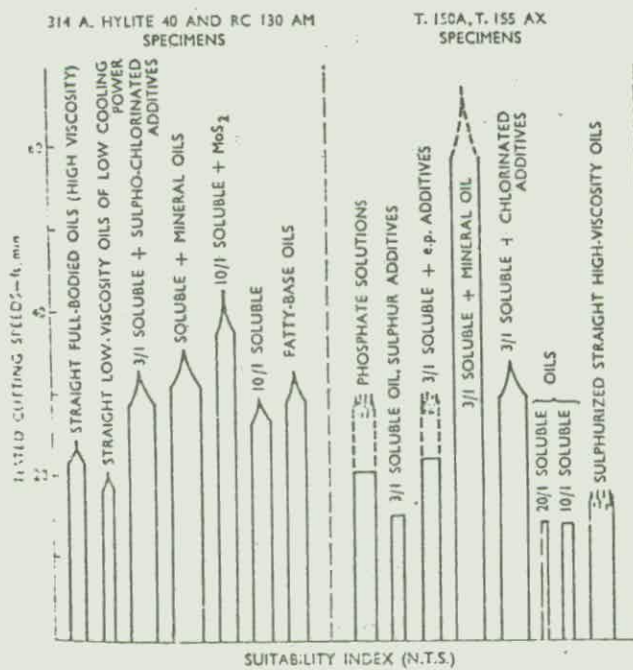 314 A. HYLITE 40 AND RC 130 AM
SPECIMENS
T. 150A, T. 155 AX
SPECIMENS
CUTTING SPEEDS—ft/min
STRAIGHT FULL-BODIED OILS (HIGH VISCOSITY)
STRAIGHT LOW-VISCOSITY OILS OF LOW COOLING
POWER
3/1 SOLUBLE + SULPHO-CHLORINATED
ADDITIVES
SOLUBLE + MINERAL OILS
10/1 SOLUBLE + MoS2
10/1 SOLUBLE
FATTY-BASE OILS
PHOSPHATE SOLUTIONS
3/1 SOLUBLE OIL, SULPHUR ADDITIVES
3/1 SOLUBLE + e.p. ADDITIVES
3/1 SOLUBLE + MINERAL OIL
3/1 SOLUBLE + CHLORINATED
ADDITIVES
20/1 SOLUBLE
10/1 SOLUBLE
OILS
SULPHURIZED STRAIGHT HIGH-VISCOSITY OILS
SUITABILITY INDEX (N.T.S.)